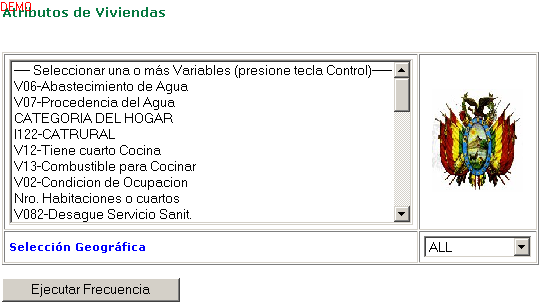 DEMO
Atributos de Viviendas
---- Seleccionar una o más Variables (presione tecla Control)----
V06-Abastecimiento de Agua
V07-Procedencia del Agua
CATEGORIA DEL HOGAR
I122-CATRURAL
V12-Tiene cuarto Cocina
V13-Combustible para Cocinar
V02-Condicion de Ocupacion
Nro. Habitaciones o cuartos
V082-Desague Servicio Sanit.
Selección Geográfica
ALL
Ejecutar Frecuencia